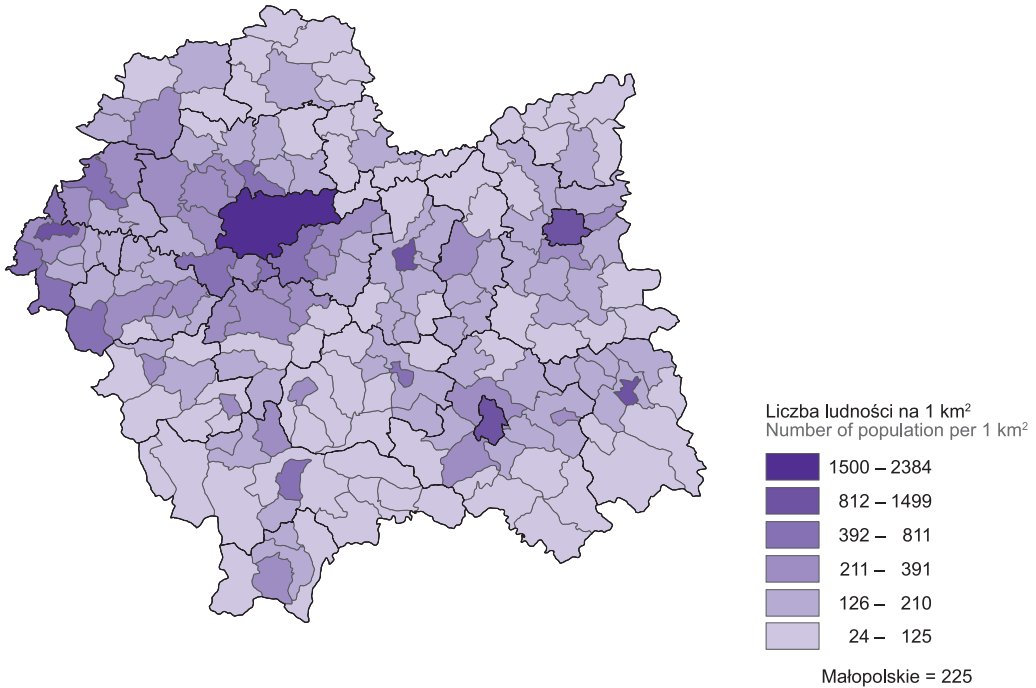 Liczba ludności na 1 km²
Number of population per 1 km²
1500 – 2384
812 – 1499
392 – 811
211 – 391
126 – 210
24 – 125
Małopolskie = 225